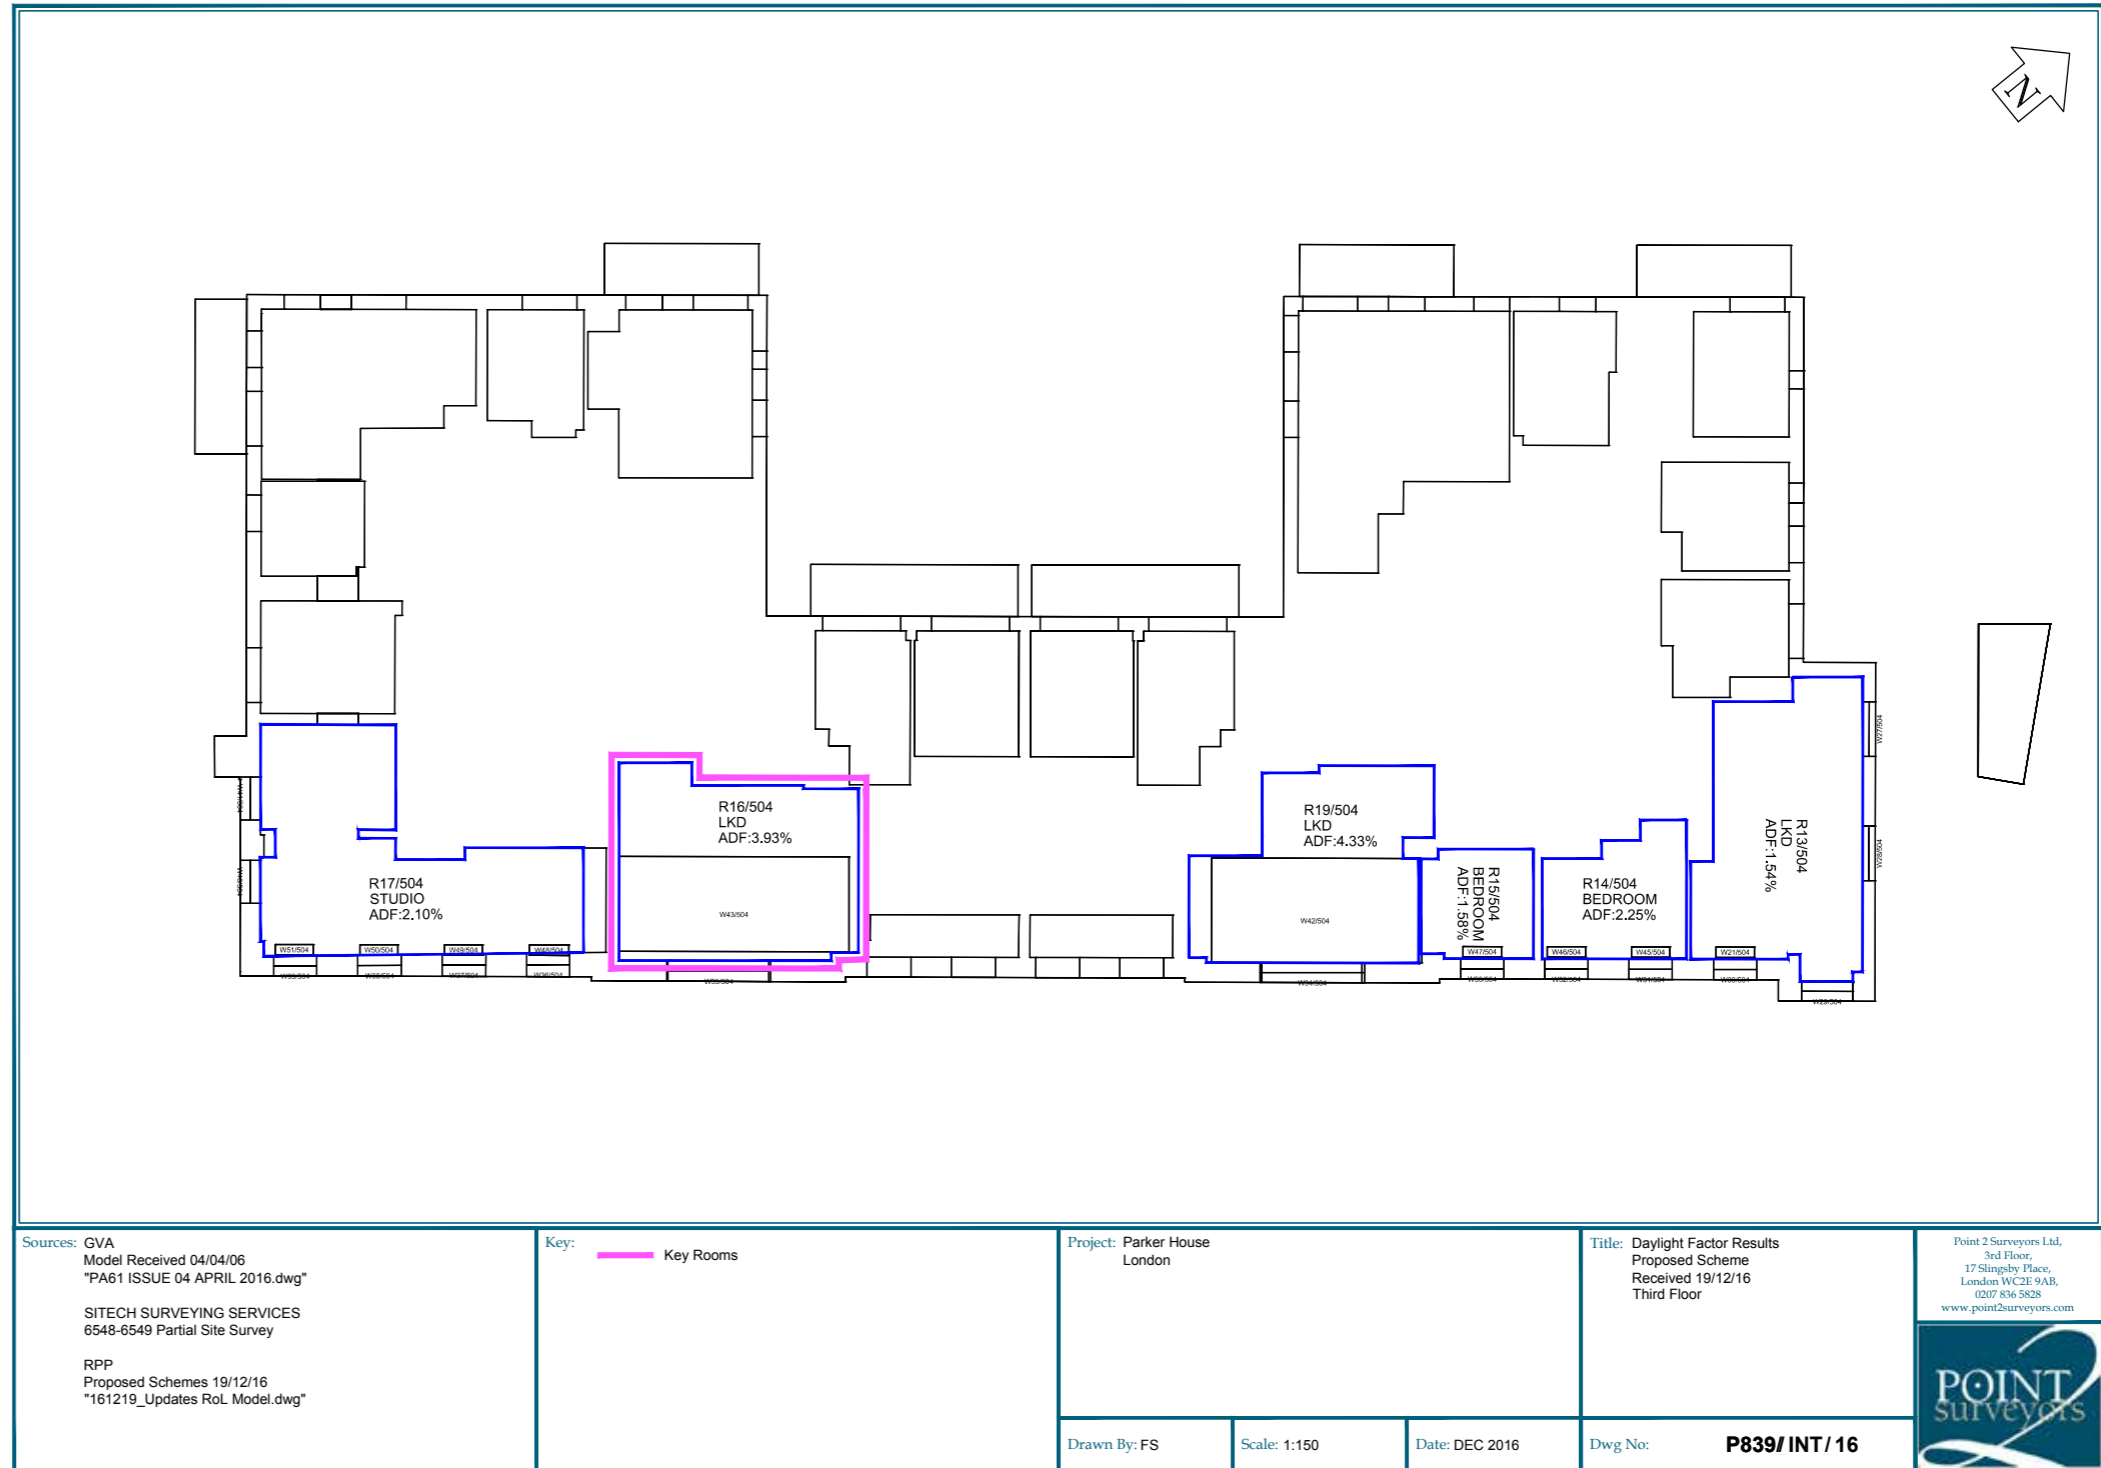 N
R16/504
LKD
ADF:3.93%
R19/504
LKD
ADF:4.33%
R13/504
LKD
ADF:1.54%
R17/504
STUDIO
ADF:2.10%
R15/504
BEDROOM
ADF:1.58%
R14/504
BEDROOM
ADF:2.25%
W43/504
W42/504
W51/504
W50/504
W49/504
W48/504
W47/504
W46/504
W45/504
W21/504
W27/504
W28/504
W29/504
Sources: GVA
Model Received 04/04/06
"PA61 ISSUE 04 APRIL 2016.dwg"
SITECH SURVEYING SERVICES
6548-6549 Partial Site Survey
RPP
Proposed Schemes 19/12/16
"161219_Updates RoL Model.dwg"
Key:
Key Rooms
Project: Parker House
London
Title: Daylight Factor Results
Proposed Scheme
Received 19/12/16
Third Floor
Drawn By: FS
Scale: 1:150
Date: DEC 2016
Dwg No: P839/ INT / 16
Point 2 Surveyors Ltd,
3rd Floor,
17 Slingsby Place,
London WC2E 9AB,
0207 836 5828
www.point2surveyors.com
POINT 2
surveyors